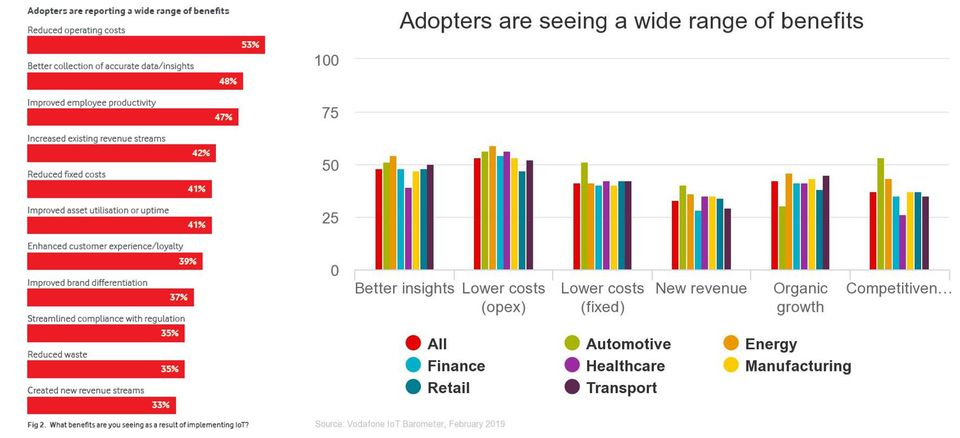 Adopters are reporting a wide range of benefits
Reduced operating costs
53%
Better collection of accurate data/insights
48%
Improved employee productivity
47%
Increased existing revenue streams
42%
Reduced fixed costs
41%
Improved asset utilisation or uptime
41%
Enhanced customer experience/loyalty
39%
Improved brand differentiation
37%
Streamlined compliance with regulation
35%
Reduced waste
35%
Created new revenue streams
33%
Fig 2. What benefits are you seeing as a result of implementing IoT?
Adopters are seeing a wide range of benefits
100
75
50
25
0
Better insights
Lower costs
(opex)
Lower costs
(fixed)
New revenue
Organic
growth
Competitiven…
All
Automotive
Energy
Finance
Healthcare
Manufacturing
Retail
Transport
Source: Vodafone IoT Barometer, February 2019